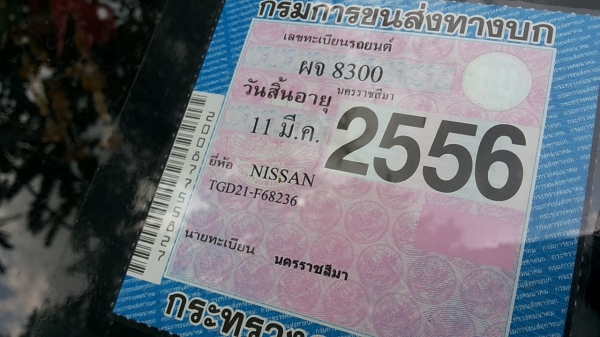 กรมการขนส่งทางบก
เลขทะเบียนรถยนต์
ผจ 8300
นครราชสีมา
วันสิ้นอายุ
11 มี.ค. 2556
ยี่ห้อ NISSAN
TGD21-F68236
นายทะเบียน นครราชสีมา
กระทรวง